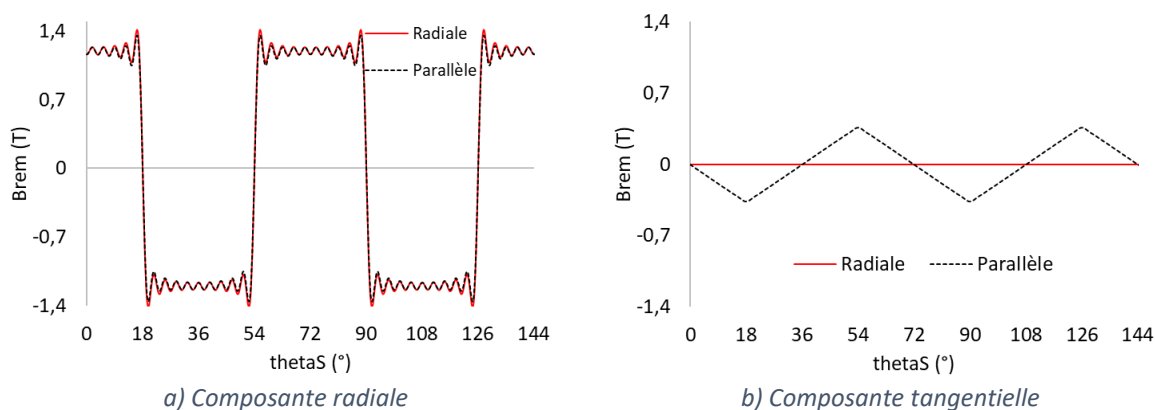 1,4
0,7
0
-0,7
-1,4
Brem (T)
Radiale
Parallèle
0 18 36 54 72 90 108 126 144
thetaS (°)
a) Composante radiale
1,4
0,7
0
-0,7
-1,4
Brem (T)
Radiale Parallèle
0 18 36 54 72 90 108 126 144
thetaS (°)
b) Composante tangentielle